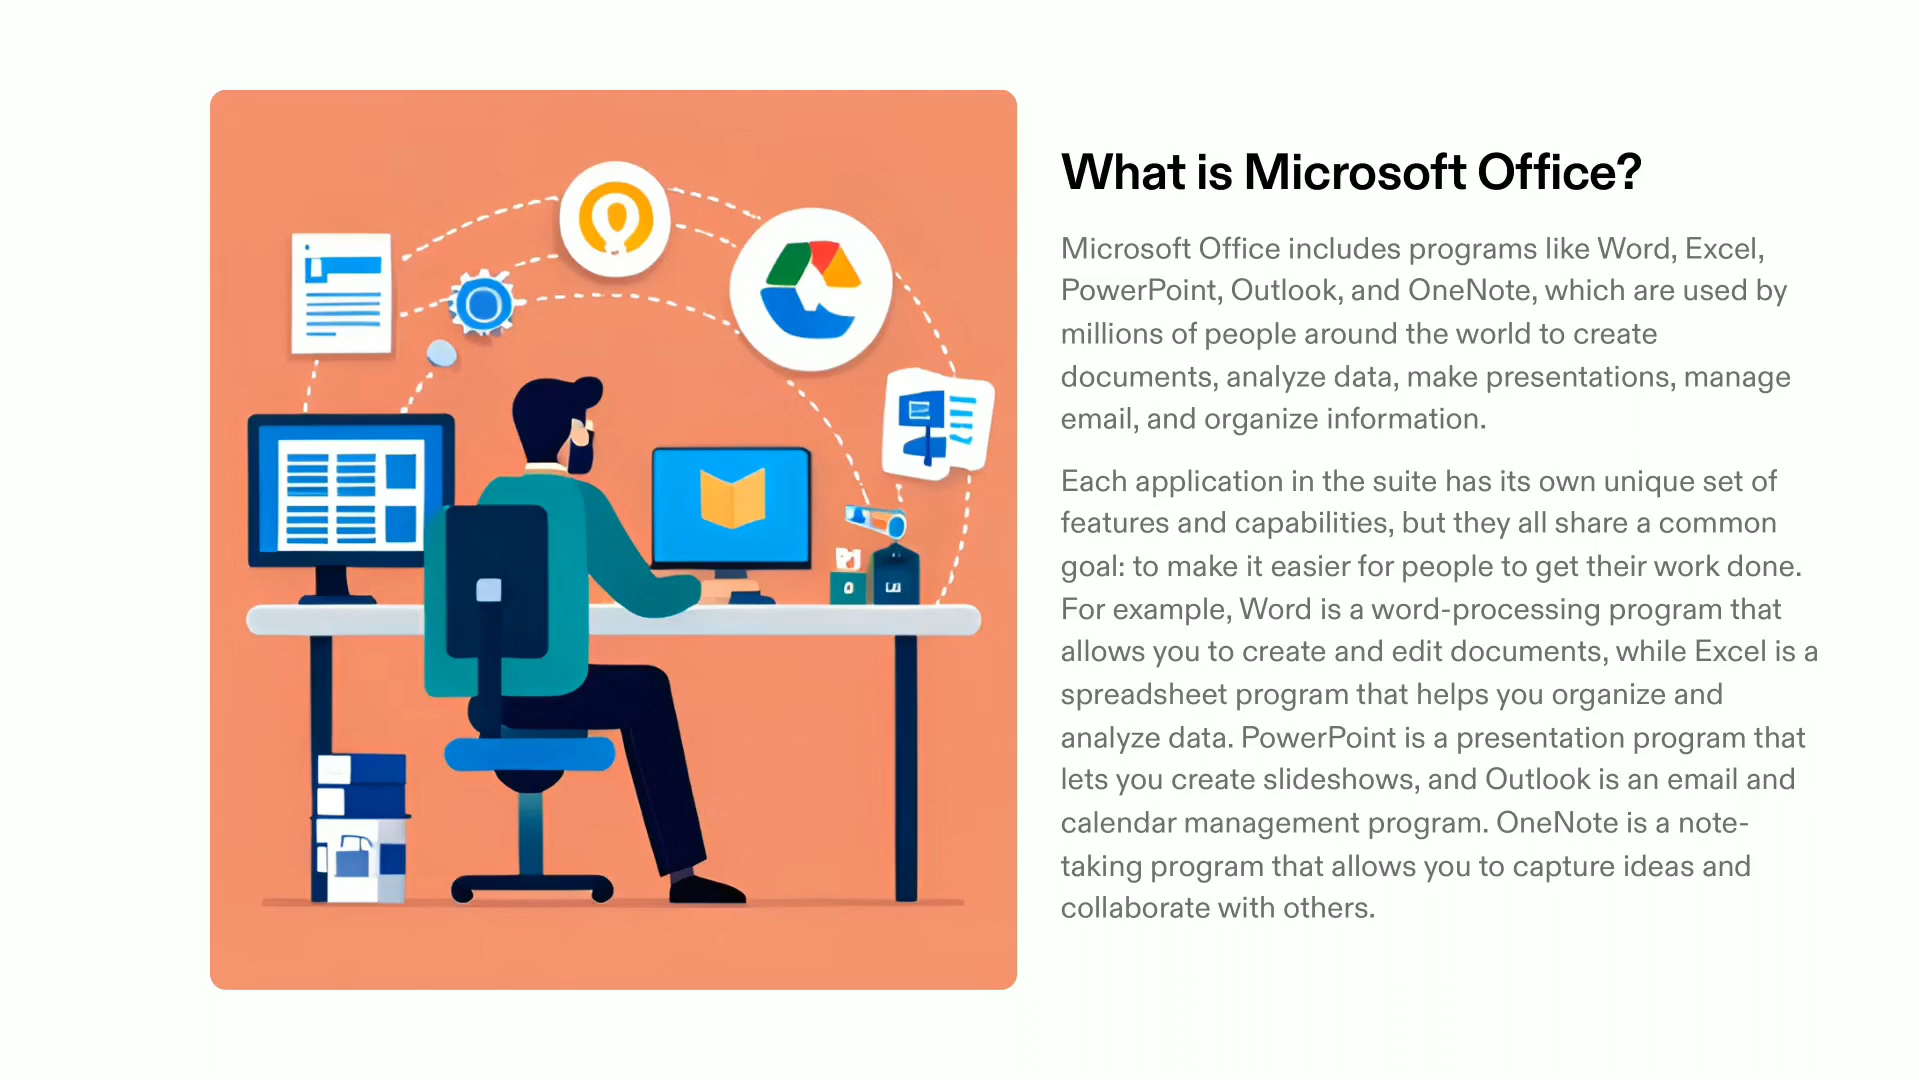 What is Microsoft Office?
Microsoft Office includes programs like Word, Excel,
PowerPoint, Outlook, and OneNote, which are used by
millions of people around the world to create
documents, analyze data, make presentations, manage
email, and organize information.
Each application in the suite has its own unique set of
features and capabilities, but they all share a common
goal: to make it easier for people to get their work done.
For example, Word is a word-processing program that
allows you to create and edit documents, while Excel is a
spreadsheet program that helps you organize and
analyze data. PowerPoint is a presentation program that
lets you create slideshows, and Outlook is an email and
calendar management program. OneNote is a note-
taking program that allows you to capture ideas and
collaborate with others.